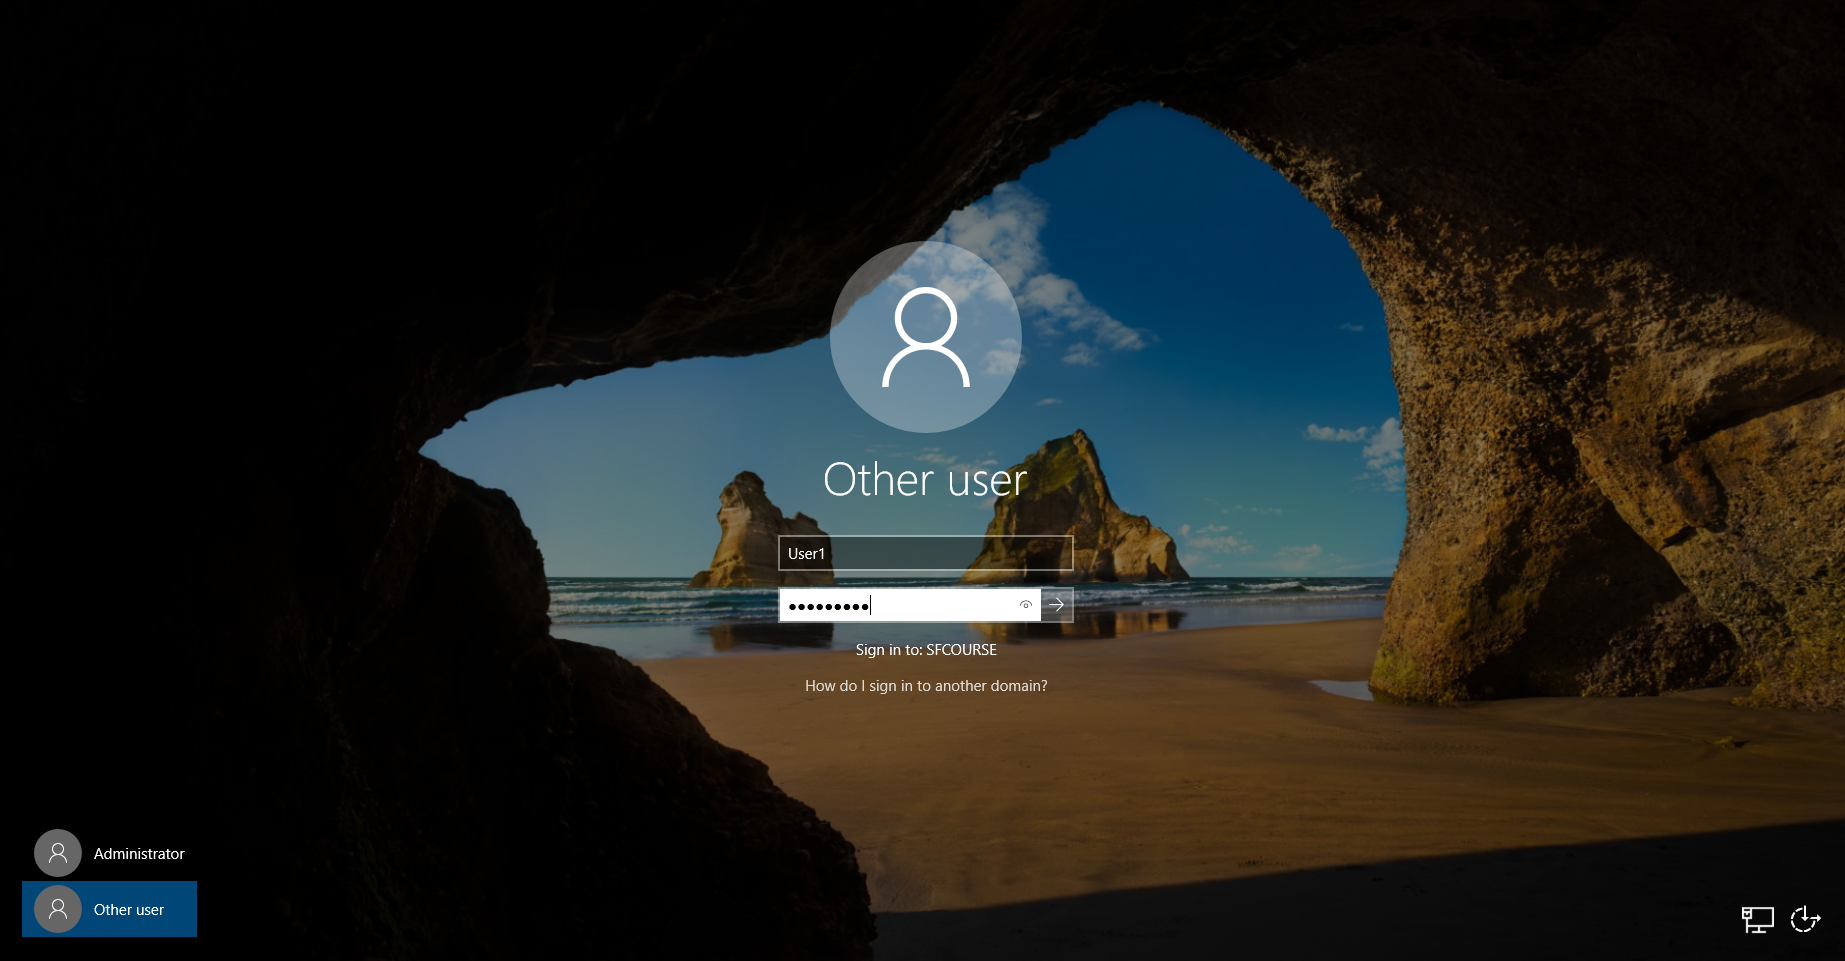 Other user
User1
Sign in to: SFCOURSE
How do I sign in to another domain?
Administrator
Other user